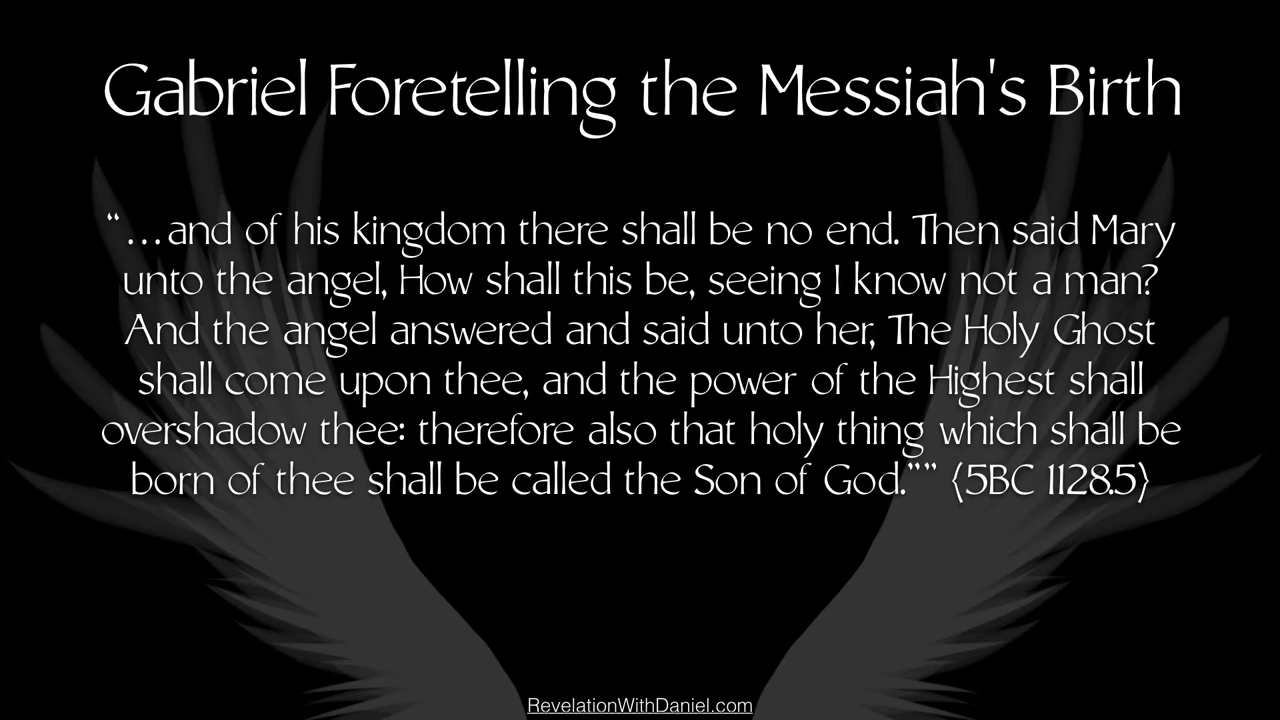 Gabriel Foretelling the Messiah's Birth
“…and of his kingdom there shall be no end. Then said Mary
unto the angel, How shall this be, seeing I know not a man?
And the angel answered and said unto her, The Holy Ghost
shall come upon thee, and the power of the Highest shall
overshadow thee: therefore also that holy thing which shall be
born of thee shall be called the Son of God.”” {5BC 1128.5}
RevelationWithDaniel.com